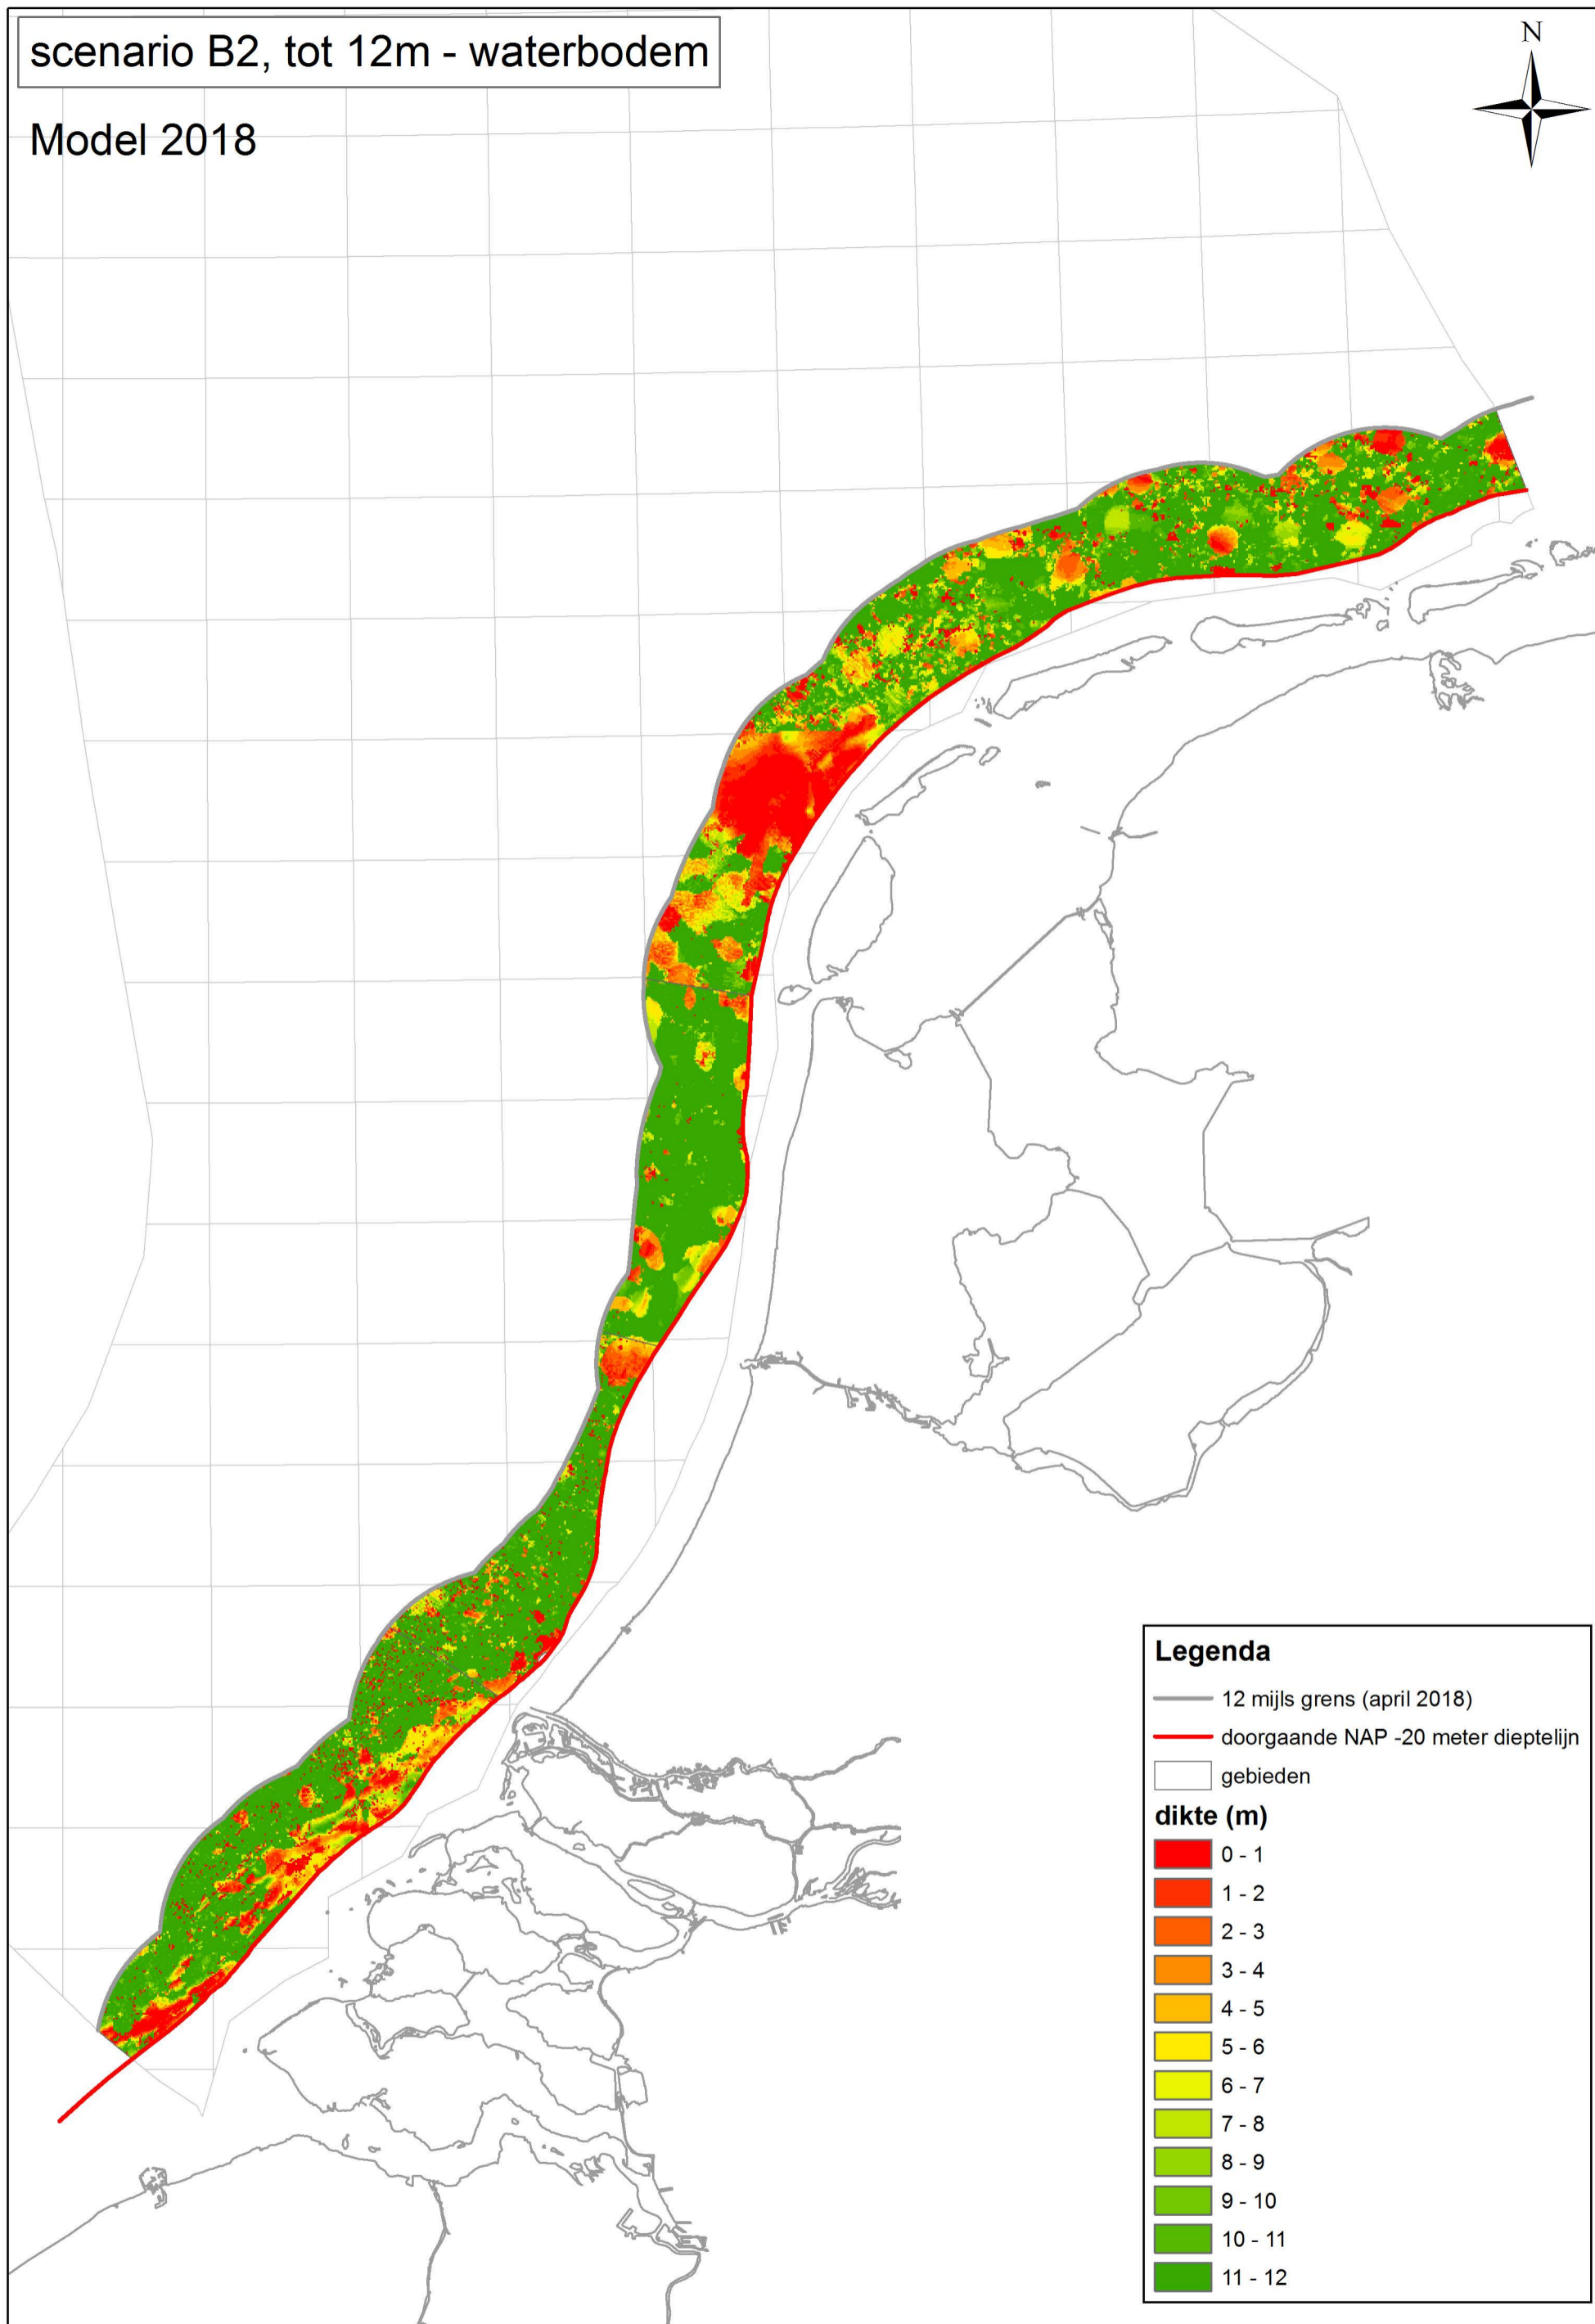 scenario B2, tot 12m - waterbodem
Model 2018
N
Legenda
12 mijls grens (april 2018)
doorgaande NAP -20 meter dieptelijn
gebieden
dikte (m)
0 - 1
1 - 2
2 - 3
3 - 4
4 - 5
5 - 6
6 - 7
7 - 8
8 - 9
9 - 10
10 - 11
11 - 12